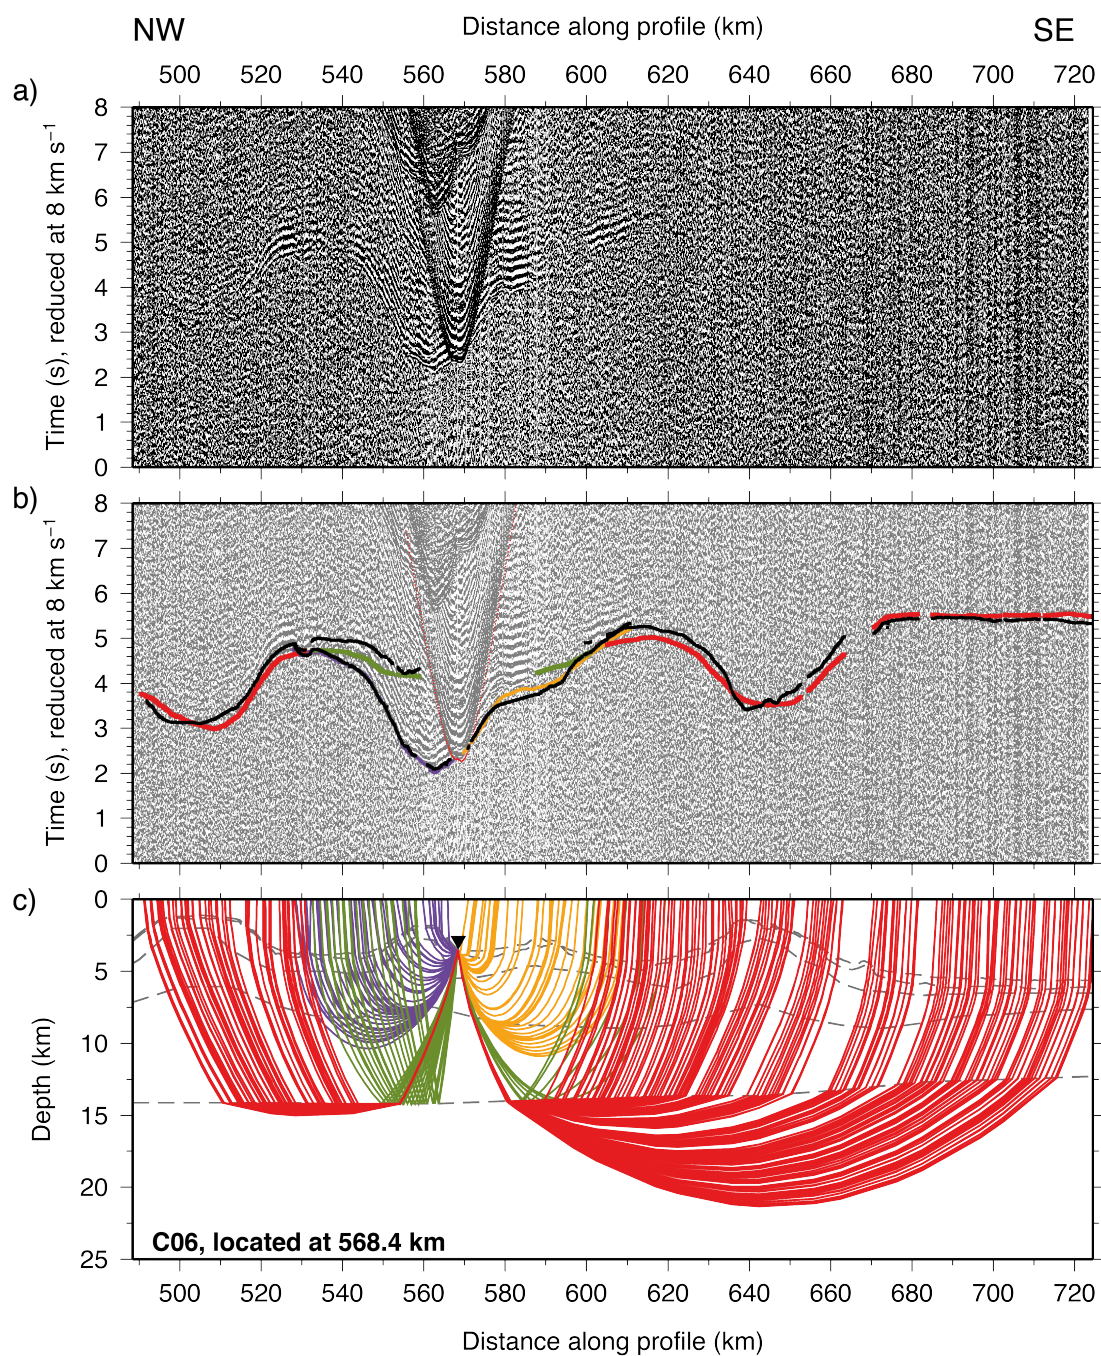 NW Distance along profile (km) SE
500 520 540 560 580 600 620 640 660 680 700 720
a)
Time (s), reduced at 8 km s⁻¹
8
7
6
5
4
3
2
1
0
b)
Time (s), reduced at 8 km s⁻¹
8
7
6
5
4
3
2
1
0
c)
Depth (km)
0
5
10
15
20
25
C06, located at 568.4 km
500 520 540 560 580 600 620 640 660 680 700 720
Distance along profile (km)